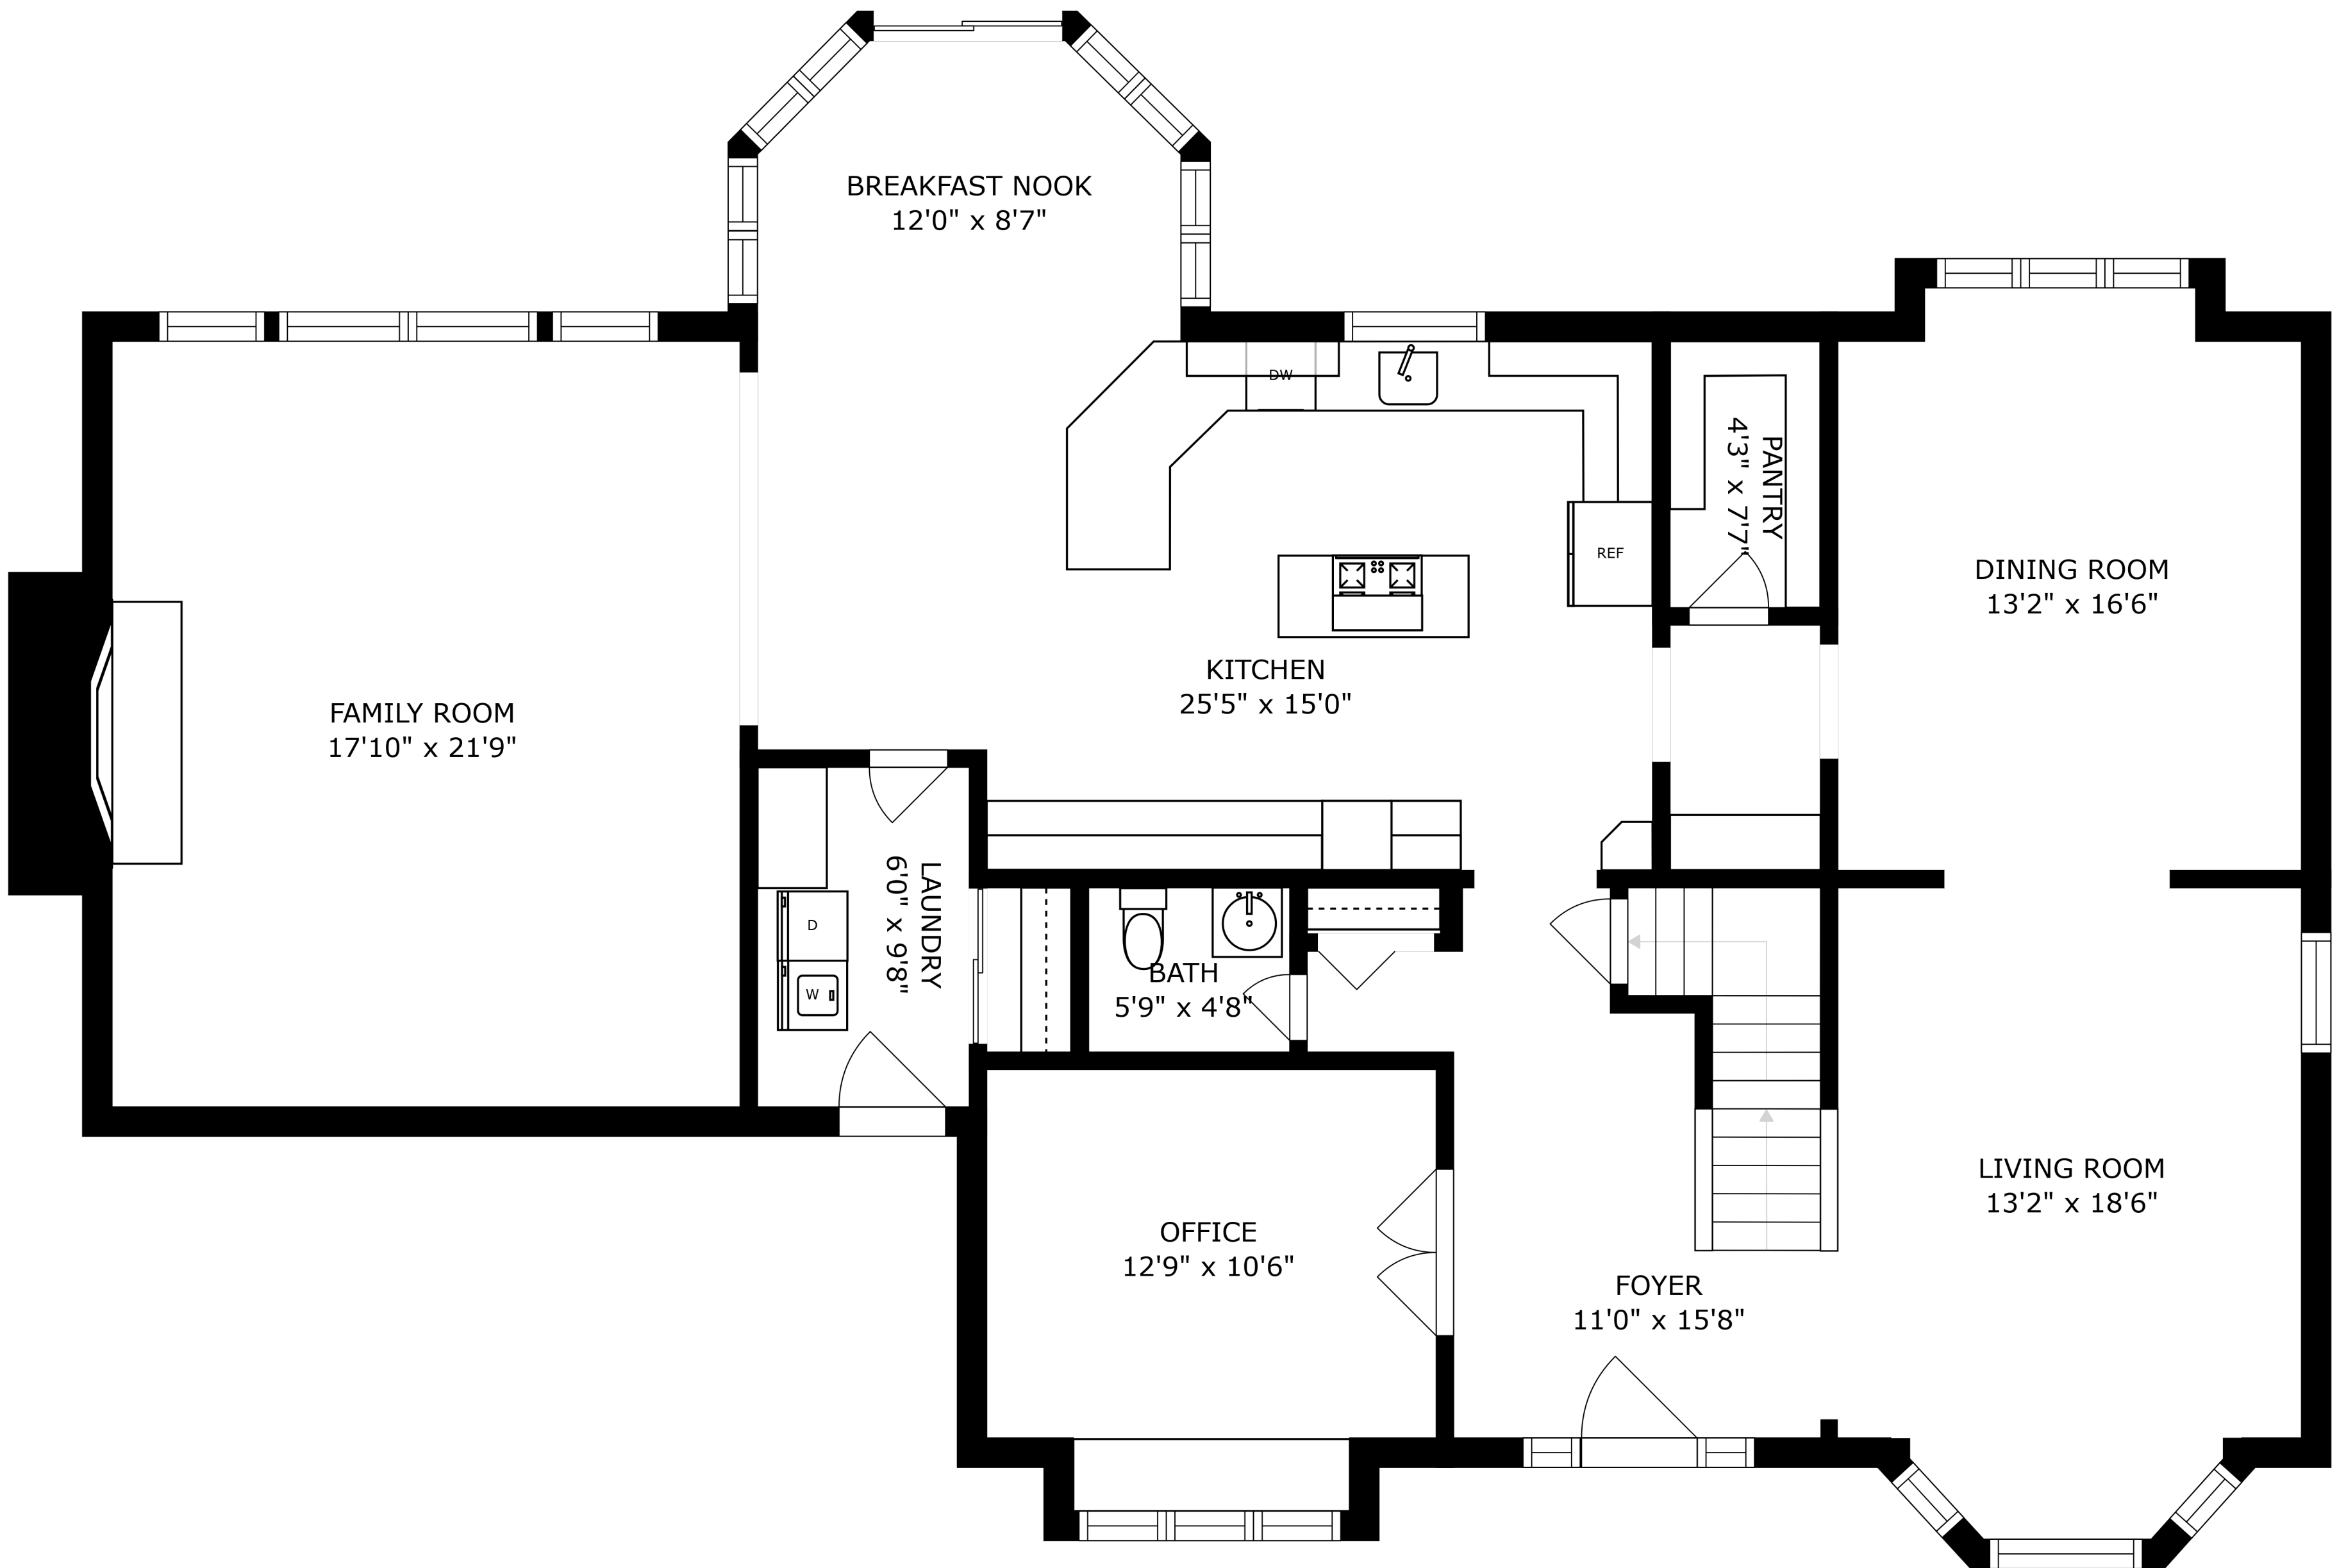 BREAKFAST NOOK
12'0" x 8'7"
DW
PANTRY
4'3" x 7'7"
REF
DINING ROOM
13'2" x 16'6"
KITCHEN
25'5" x 15'0"
FAMILY ROOM
17'10" x 21'9"
LAUNDRY
6'0" x 9'8"
D
W
BATH
5'9" x 4'8"
LIVING ROOM
13'2" x 18'6"
OFFICE
12'9" x 10'6"
FOYER
11'0" x 15'8"